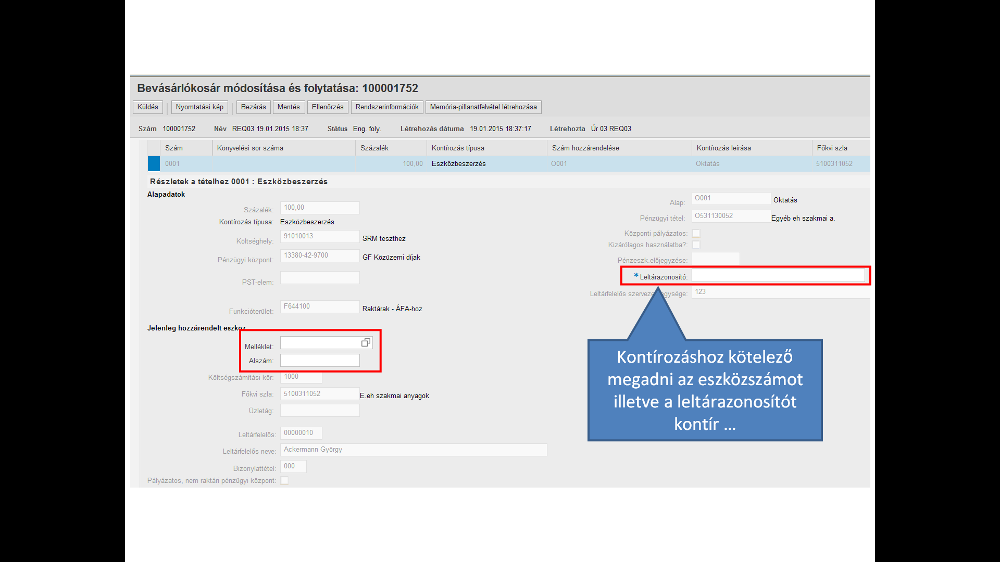 Bevásárlókosár módosítása és folytatása: 100001752
Küldés Nyomtatási kép Bezárás Mentés Ellenőrzés Rendszerinformációk Memória-pillanatfelvétel létrehozása
Szám 100001752 Név REQ03 19.01.2015 18:37 Státus Eng. foly. Létrehozás dátuma 19.01.2015 18:37:17 Létrehozta Úr 03 REQ03
Szám Könyvelési sor száma Százalék Kontírozás típusa Szám hozzárendelése Kontírozás leírása Főkvi szla
0001 100,00 Eszközbeszerzés O001 Oktatás 5100311052
Részletek a tételhez 0001 : Eszközbeszerzés
Alapadatok
Százalék: 100,00
Kontírozás típusa: Eszközbeszerzés
Költséghely: 91010013 SRM teszthez
Pénzügyi központ: 13380-42-9700 GF Közüzemi díjak
PST-elem:
Funkcióterület: F644100 Raktárak - ÁFA-hoz
Jelenleg hozzárendelt eszköz
Melléklet:
Alszám:
Költségszámítási kör: 1000
Főkvi szla: 5100311052 E.eh szakmai anyagok
Üzletág:
Leltárfelelős: 00000010
Leltárfelelős neve: Ackermann György
Bizonylattétel: 000
Pályázatos, nem raktári pénzügyi központ:
Alap: O001 Oktatás
Pénzügyi tétel: O531130052 Egyéb eh szakmai a.
Központi pályázatos:
Kizárólagos használatba?:
Pénzeszk.előjegyzése:
* Leltárazonosító:
Leltárfelelős szerveze egysége: 123
Kontírozáshoz kötelező
megadni az eszközszámot
illetve a leltárazonosítót
kontír ...